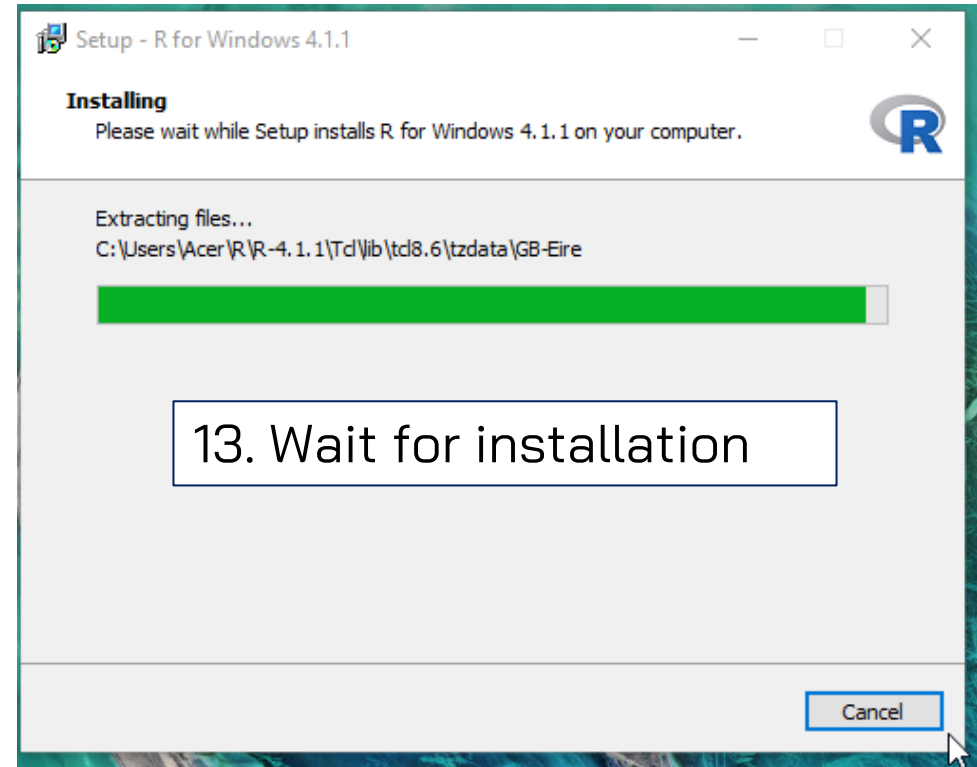 Setup - R for Windows 4.1.1
Installing
Please wait while Setup installs R for Windows 4.1.1 on your computer.
R
Extracting files...
C:\Users\Acer\R\R-4.1.1\Tcl\lib\tcl8.6\tzdata\GB-Eire
13. Wait for installation
Cancel